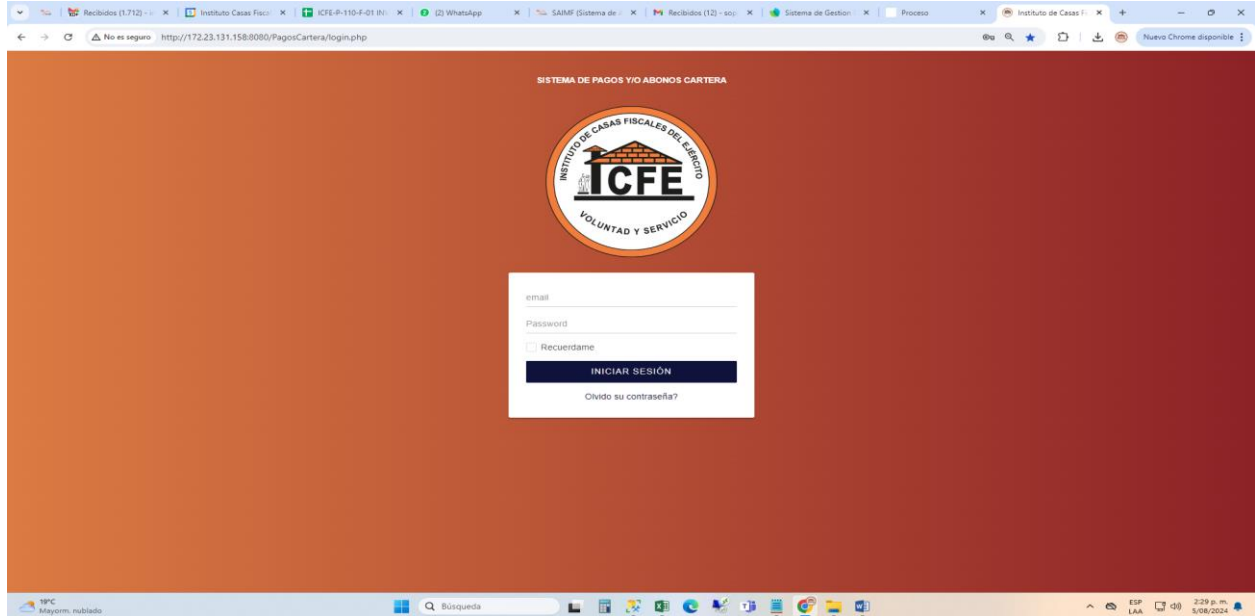 Recibidos (1.712) -
Instituto Casas Fisca
ICFE-P-110-F-01 IN
(2) WhatsApp
SAIMF (Sistema de
Recibidos (12) - sop
Sistema de Gestion
Proceso
Instituto de Casas F
No es seguro
http://172.23.131.158:8080/PagosCartera/login.php
Nuevo Chrome disponible
SISTEMA DE PAGOS Y/O ABONOS CARTERA
INSTITUTO DE CASAS FISCALES DEL EJÉRCITO
ICFE
VOLUNTAD Y SERVICIO
email
Password
Recuerdame
INICIAR SESIÓN
Olvido su contraseña?
19°C
Mayorm. nublado
Búsqueda
ESP
LAA
2:29 p. m.
5/08/2024